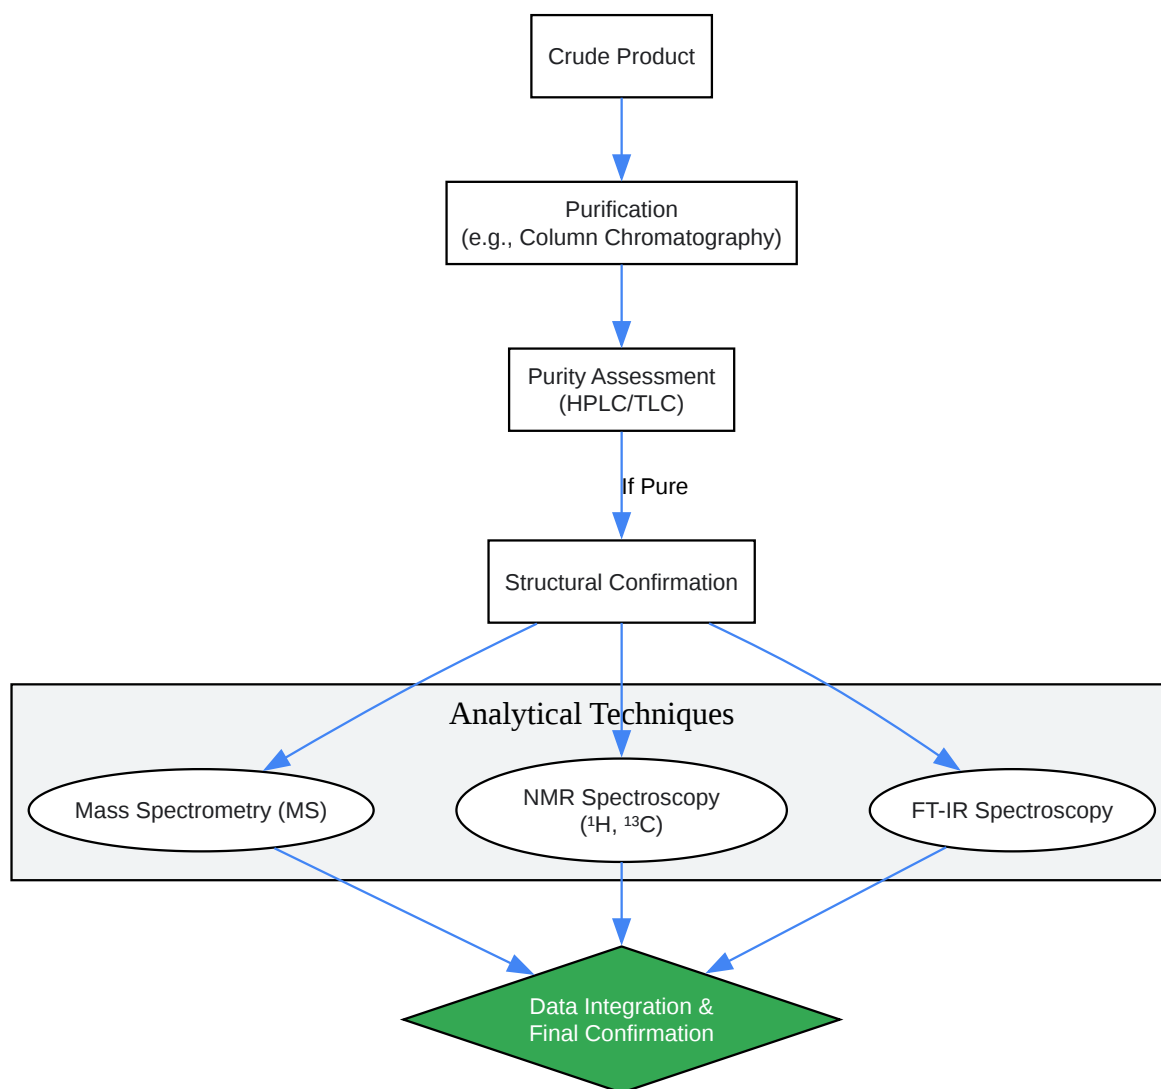 Crude Product
Purification
(e.g., Column Chromatography)
Purity Assessment
(HPLC/TLC)
If Pure
Structural Confirmation
Analytical Techniques
Mass Spectrometry (MS)
NMR Spectroscopy
(¹H, ¹³C)
FT-IR Spectroscopy
Data Integration &
Final Confirmation